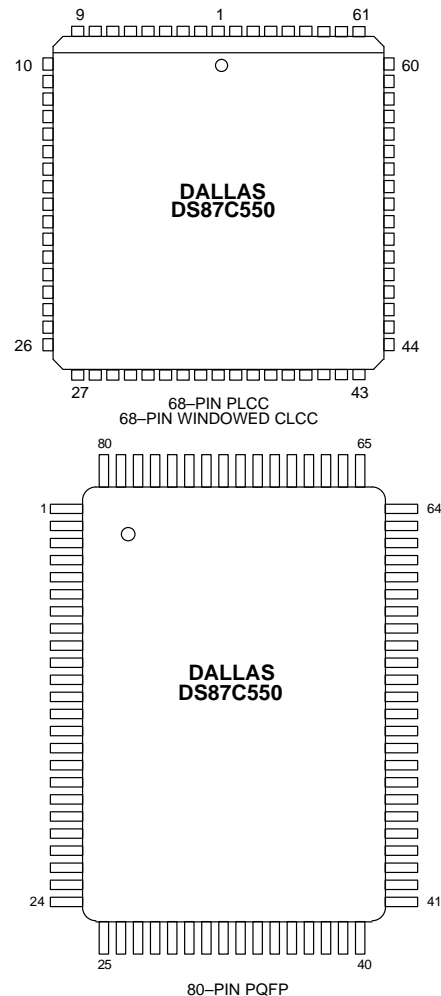 9 1 61
10 60
DALLAS
DS87C550
26 44
27 43
68–PIN PLCC
68–PIN WINDOWED CLCC
80 65
1 64
DALLAS
DS87C550
24 41
25 40
80–PIN PQFP